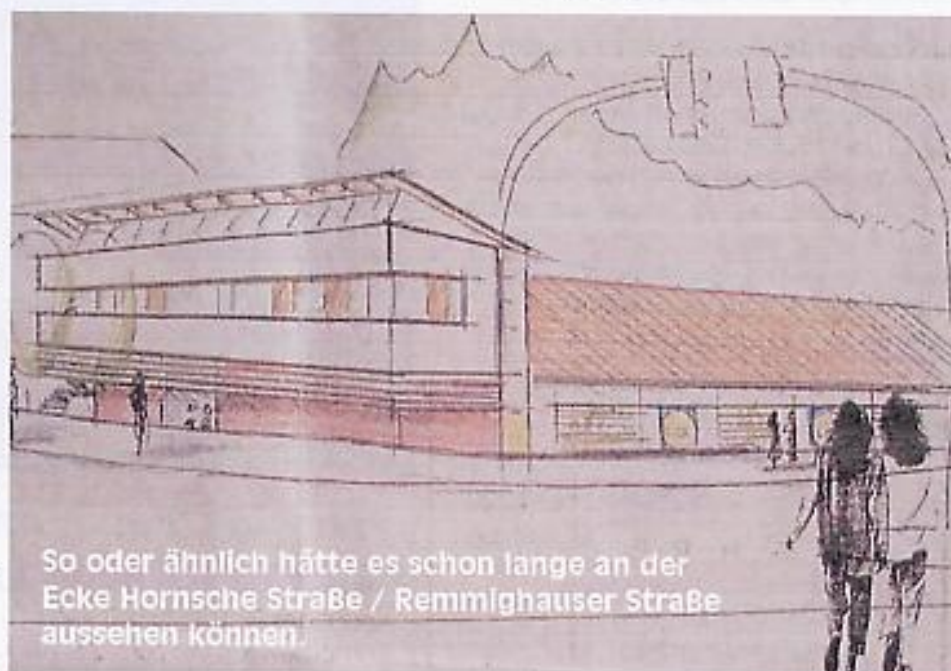 So oder ähnlich hätte es schon lange an der
Ecke Hornsche Straße / Remmighauser Straße
aussehen können.